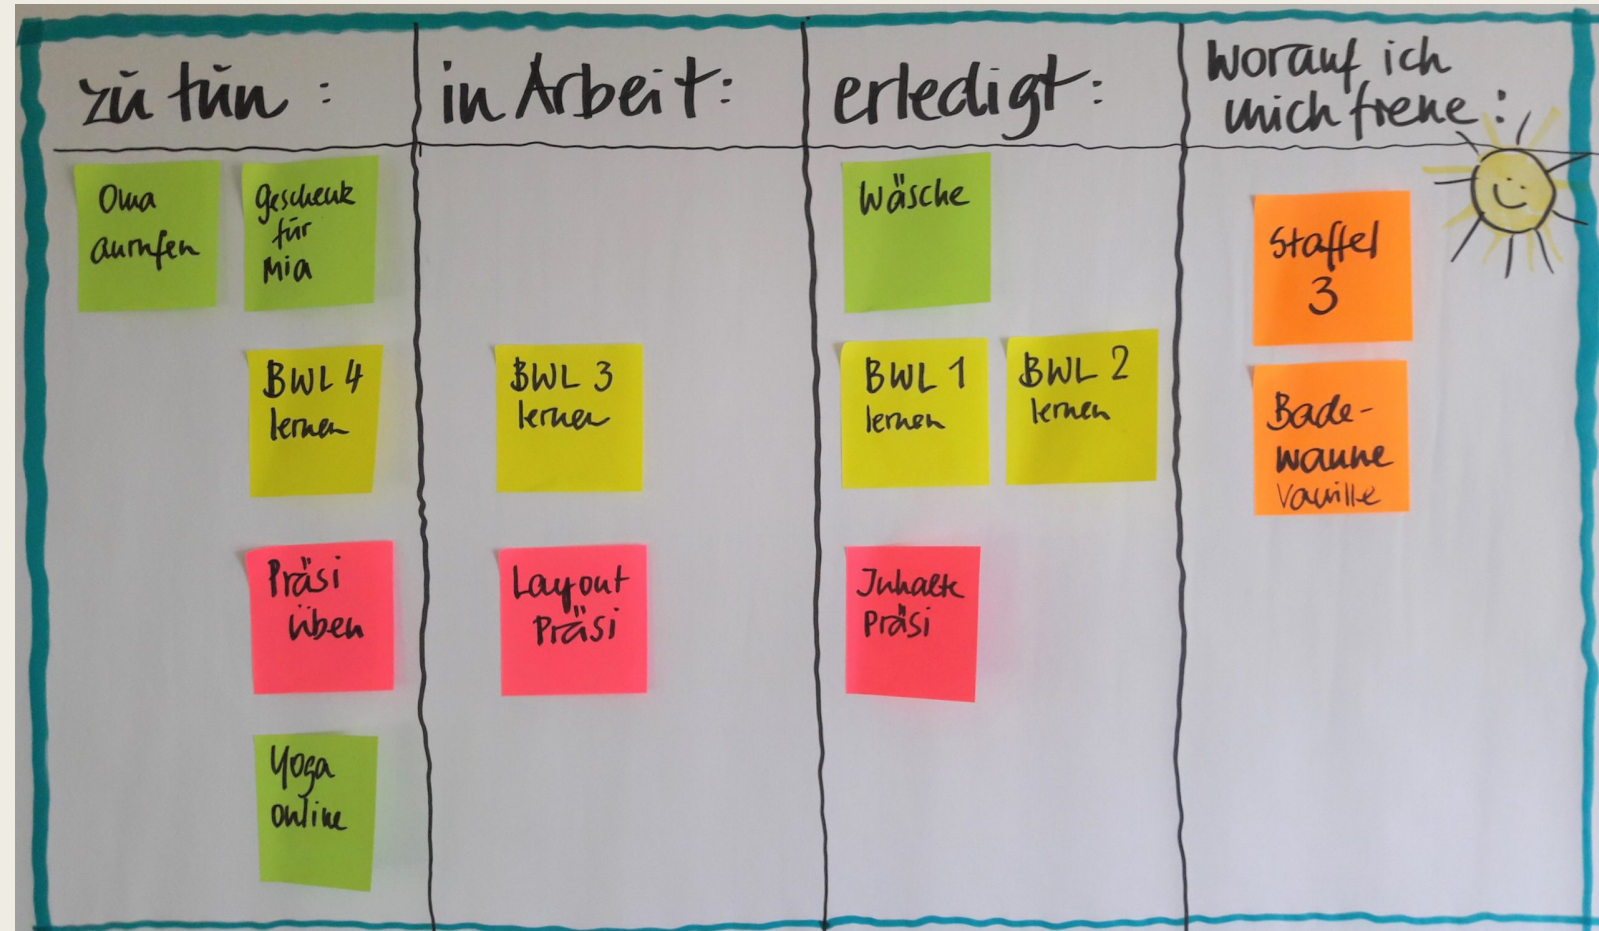 zu tun :
Oma
anrufen
Geschenk
für
Mia
BWL 4
lernen
Präsi
üben
Yoga
online
in Arbeit:
BWL 3
lernen
Layout
Präsi
erledigt:
Wäsche
BWL 1
lernen
BWL 2
lernen
Inhalte
Präsi
Worauf ich
mich freue:
Staffel
3
Bade-
wanne
Vanille